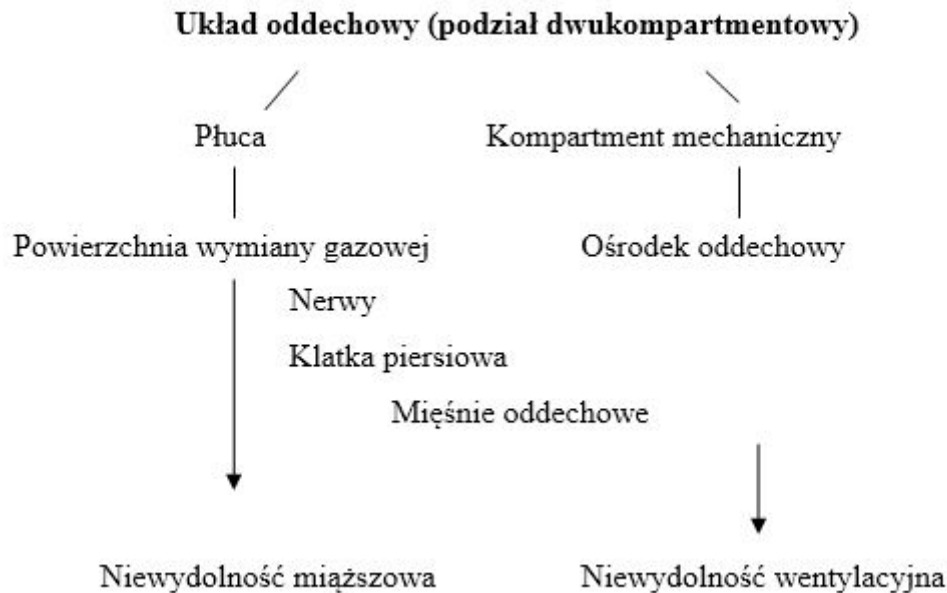 Układ oddechowy (podział dwukompartmentowy)
Płuca Kompartment mechaniczny
Powierzchnia wymiany gazowej Ośrodek oddechowy
Nerwy
Klatka piersiowa
Mięśnie oddechowe
Niewydolność miąższowa Niewydolność wentylacyjna